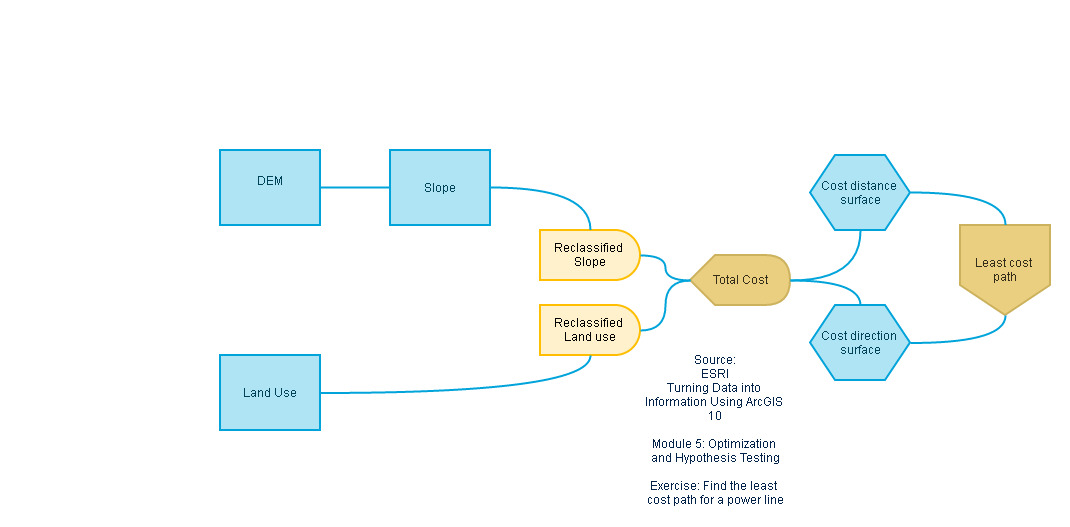 DEM
Slope
Cost distance
surface
Reclassified
Slope
Least cost
path
Total Cost
Reclassified
Land use
Cost direction
surface
Land Use
Source:
ESRI
Turning Data into
Information Using ArcGIS
10
Module 5: Optimization
and Hypothesis Testing
Exercise: Find the least
cost path for a power line